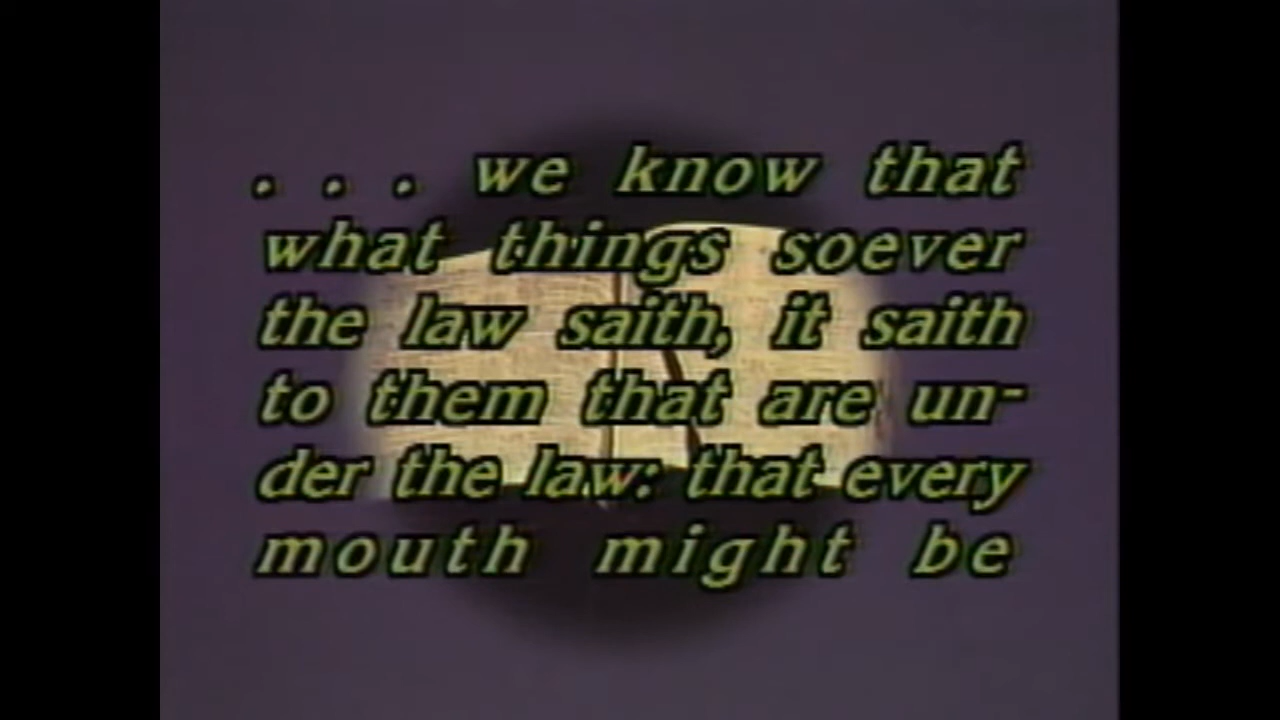 . . . we know that
what things soever
the law saith, it saith
to them that are un-
der the law: that every
mouth might be